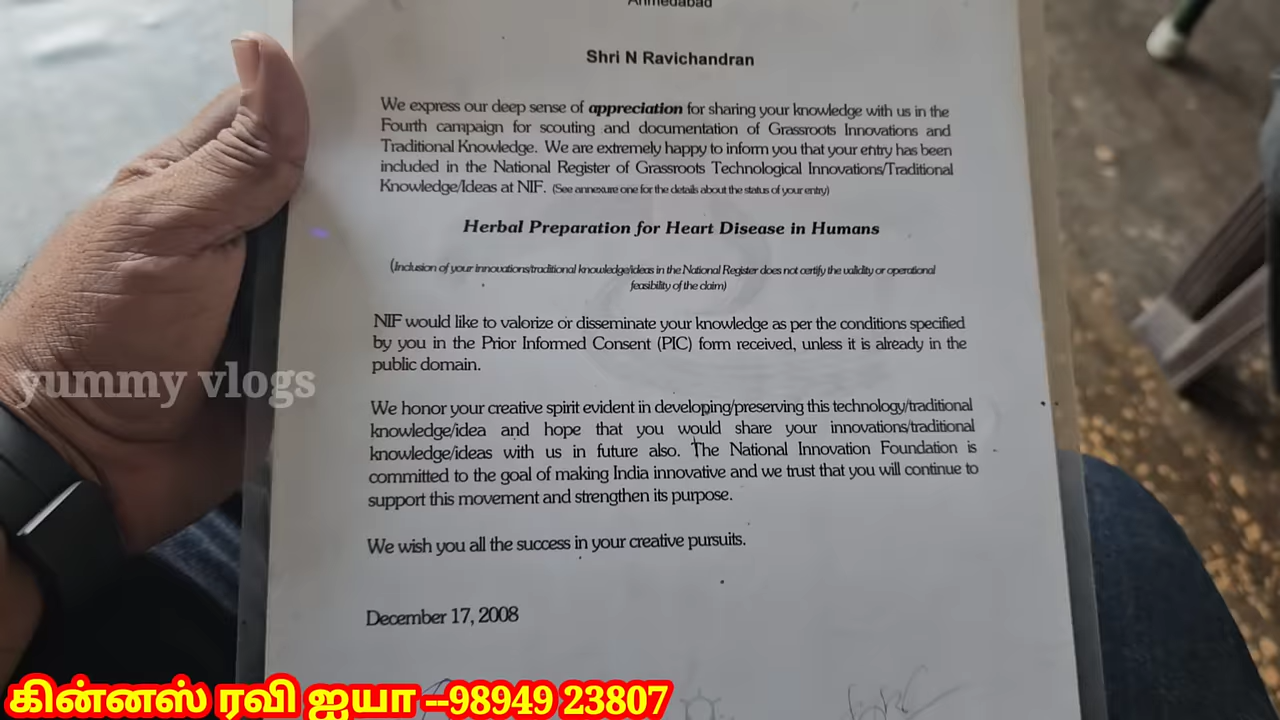 Ahmedabad
Shri N Ravichandran
We express our deep sense of appreciation for sharing your knowledge with us in the
Fourth campaign for scouting and documentation of Grassroots Innovations and
Traditional Knowledge. We are extremely happy to inform you that your entry has been
included in the National Register of Grassroots Technological Innovations/Traditional
Knowledge/Ideas at NIF. (See annexure one for the details about the status of your entry)
Herbal Preparation for Heart Disease in Humans
(Inclusion of your innovations/traditional knowledge/ideas in the National Register does not certify the validity or operational
feasibility of the claim)
NIF would like to valorize or disseminate your knowledge as per the conditions specified
by you in the Prior Informed Consent (PIC) form received, unless it is already in the
public domain.
yummy vlogs
We honor your creative spirit evident in developing/preserving this technology/traditional
knowledge/idea and hope that you would share your innovations/traditional
knowledge/ideas with us in future also. The National Innovation Foundation is
committed to the goal of making India innovative and we trust that you will continue to
support this movement and strengthen its purpose.
We wish you all the success in your creative pursuits.
December 17, 2008
கின்னஸ் ரவி ஐயா --98949 23807